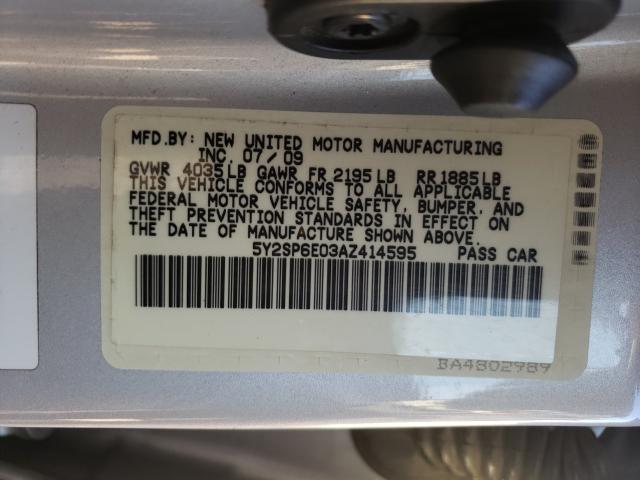 MFD.BY: NEW UNITED MOTOR MANUFACTURING
INC. 07/09
GVWR 4035LB GAWR FR 2195LB RR1885LB
THIS VEHICLE CONFORMS TO ALL APPLICABLE
FEDERAL MOTOR VEHICLE SAFETY, BUMPER, AND
THEFT PREVENTION STANDARDS IN EFFECT ON
THE DATE OF MANUFACTURE SHOWN ABOVE.
5Y2SP6E03AZ414595 PASS CAR
BA4802989